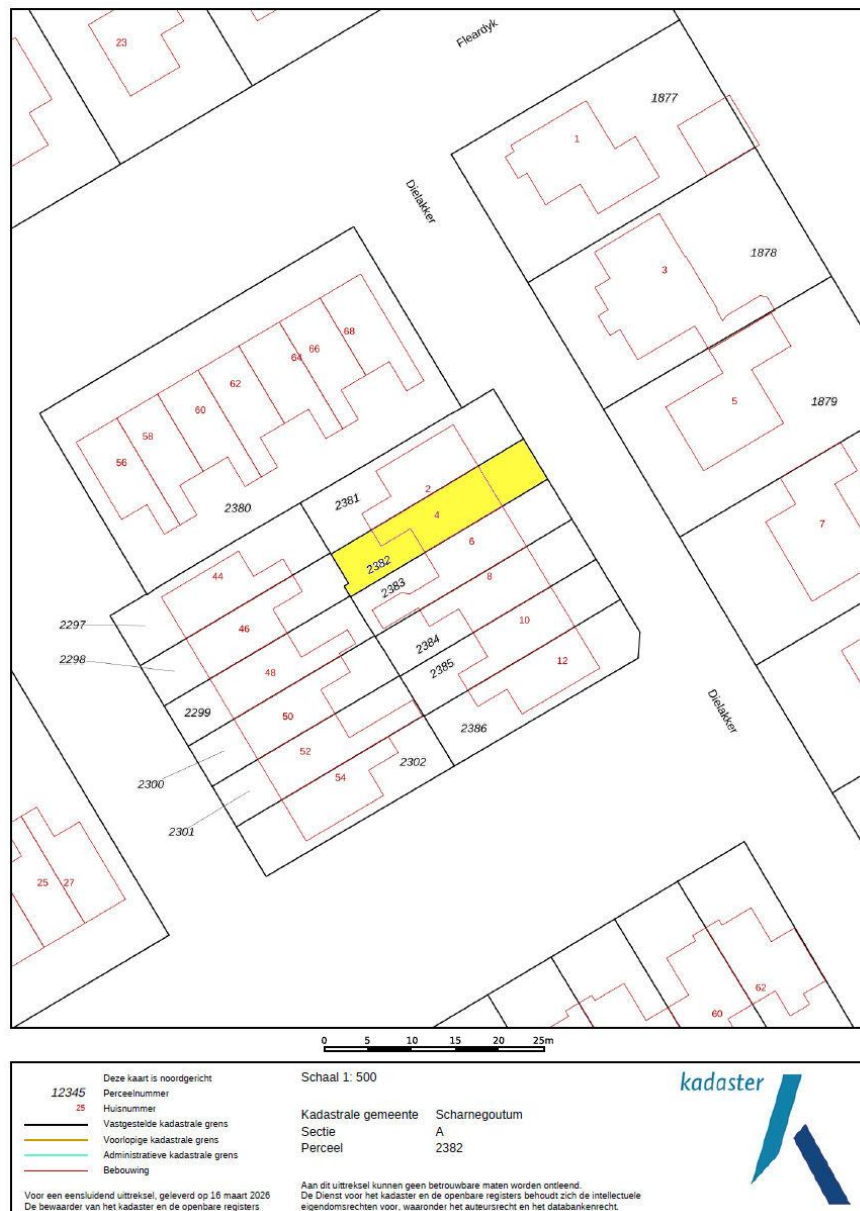 Fleardyk
23
1877
1
Dielakker
1878
3
68
66
64
62
5
1879
60
58
56
2
2381
4
7
2380
6
2382
2383
44
8
2297
46
10
2384
2298
48
2385
12
2299
50
2386
Dielakker
52
2302
54
2300
2301
25
27
62
60
0 5 10 15 20 25m
Deze kaart is noordgericht
12345 Perceelnummer
25 Huisnummer
Vastgestelde kadastrale grens
Voorlopige kadastrale grens
Administratieve kadastrale grens
Bebouwing
Voor een eensluidend uittreksel, geleverd op 16 maart 2026
De bewaarder van het kadaster en de openbare registers
Schaal 1: 500
Kadastrale gemeente Scharnegoutum
Sectie A
Perceel 2382
Aan dit uittreksel kunnen geen betrouwbare maten worden ontleend.
De Dienst voor het kadaster en de openbare registers behoudt zich de intellectuele
eigendomsrechten voor, waaronder het auteursrecht en het databankenrecht.
kadaster